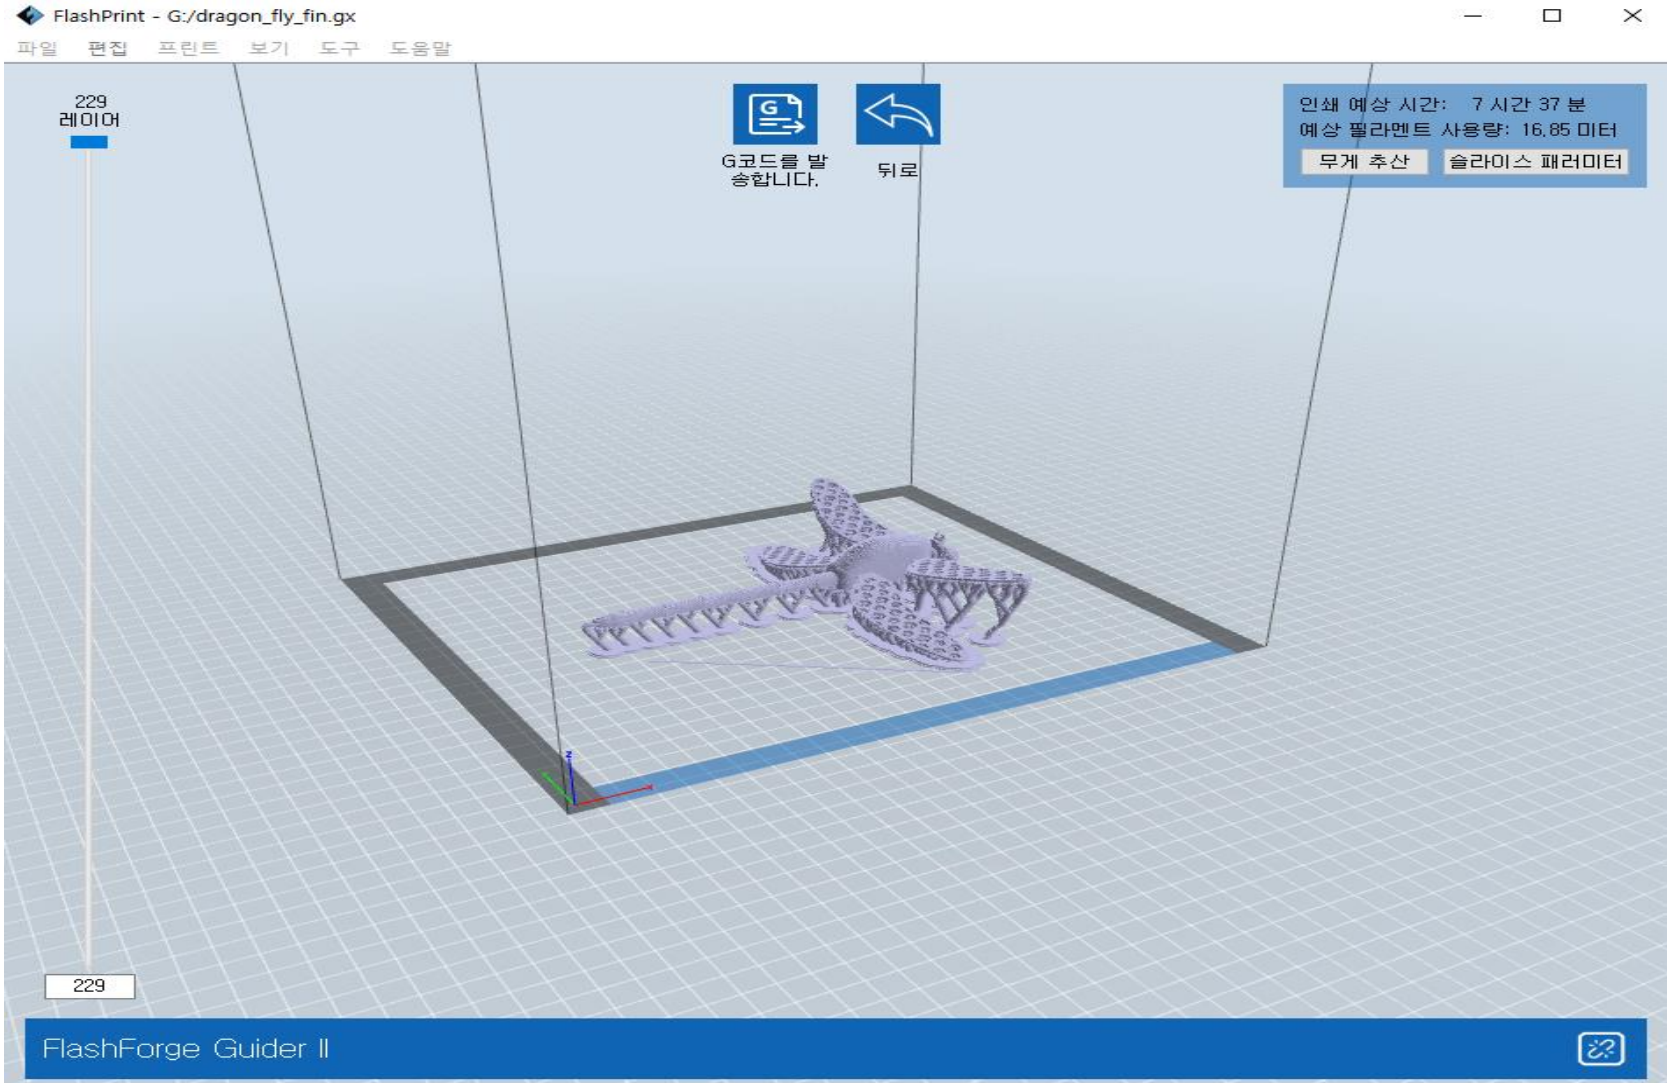 FlashPrint - G:/dragon_fly_fin.gx
파일 편집 프린트 보기 도구 도움말
229
레이어
G코드를 발
송합니다.
뒤로
인쇄 예상 시간: 7 시간 37 분
예상 필라멘트 사용량: 16,85 미터
무게 추산 슬라이스 패러미터
229
FlashForge Guider II